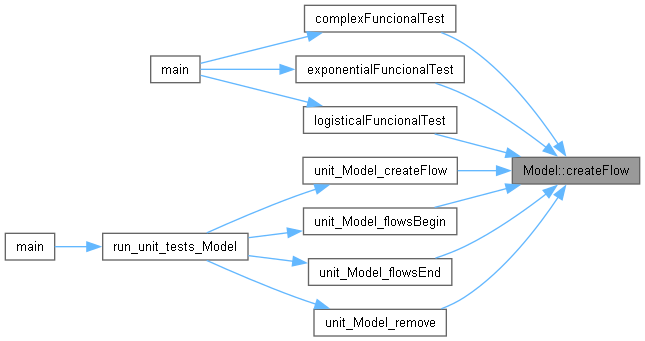 complexFuncionalTest
main
exponentialFuncionalTest
logisticalFuncionalTest
unit_Model_createFlow
Model::createFlow
unit_Model_flowsBegin
main
run_unit_tests_Model
unit_Model_flowsEnd
unit_Model_remove